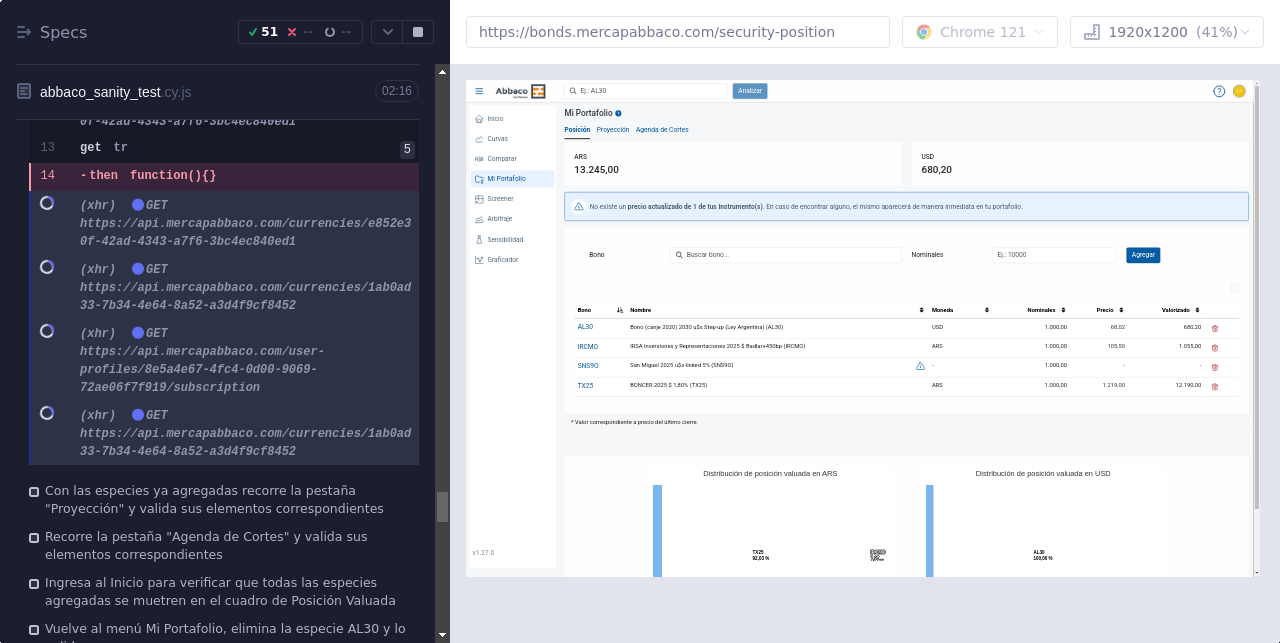 Specs
51
--
--
https://bonds.mercapabbaco.com/security-position
Chrome 121
1920x1200 (41%)
abbaco_sanity_test.cy.js
02:16
0f-42ad-4343-a7f6-3bc4ec840ed1
13 get tr 5
14 -then function(){}
(xhr) GET
https://api.mercapabbaco.com/currencies/e852e3
0f-42ad-4343-a7f6-3bc4ec840ed1
(xhr) GET
https://api.mercapabbaco.com/currencies/1ab0ad
33-7b34-4e64-8a52-a3d4f9cf8452
(xhr) GET
https://api.mercapabbaco.com/user-
profiles/8e5a4e67-4fc4-0d00-9069-
72ae06f7f919/subscription
(xhr) GET
https://api.mercapabbaco.com/currencies/1ab0ad
33-7b34-4e64-8a52-a3d4f9cf8452
Con las especies ya agregadas recorre la pestaña
"Proyección" y valida sus elementos correspondientes
Recorre la pestaña "Agenda de Cortes" y valida sus
elementos correspondientes
Ingresa al Inicio para verificar que todas las especies
agregadas se muetren en el cuadro de Posición Valuada
Vuelve al menú Mi Portafolio, elimina la especie AL30 y lo
Abbaco
Ej.: AL30
Analizar
Inicio
Curvas
Comparar
Mi Portafolio
Screener
Arbitraje
Sensibilidad
Graficador
v1.27.0
Mi Portafolio
Posición Proyección Agenda de Cortes
ARS
13.245,00
USD
680,20
No existe un precio actualizado de 1 de tus instrumento(s). En caso de encontrar alguno, el mismo aparecerá de manera inmediata en tu portafolio.
Bono
Buscar bono...
Nominales
Ej.: 10000
Agregar
Bono Nombre Moneda Nominales Precio Valorizado
AL30 Bono (canje 2020) 2030 u$s Step-up (Ley Argentina) (AL30) USD 1.000,00 68,02 680,20
IRCMO IRSA Inversiones y Representaciones 2025 $ Badlar+450bp (IRCMO) ARS 1.000,00 105,50 1.055,00
SNS9O San Miguel 2025 u$s-linked 5% (SNS9O) - 1.000,00 - -
TX25 BONCER 2025 $ 1.80% (TX25) ARS 1.000,00 1.219,00 12.190,00
* Valor correspondiente a precio del último cierre.
Distribución de posición valuada en ARS
TX25
92,03 %
Distribución de posición valuada en USD
AL30
100,00 %